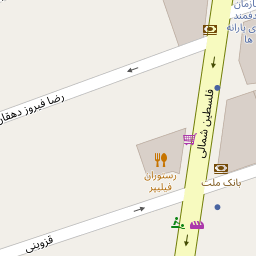 سازمان
هدفمند
ی یارانه
ها
رضا فیروز دهقان
فلسطین شمالی
رستوران
فیلیپر
بانک ملت
قزوینی